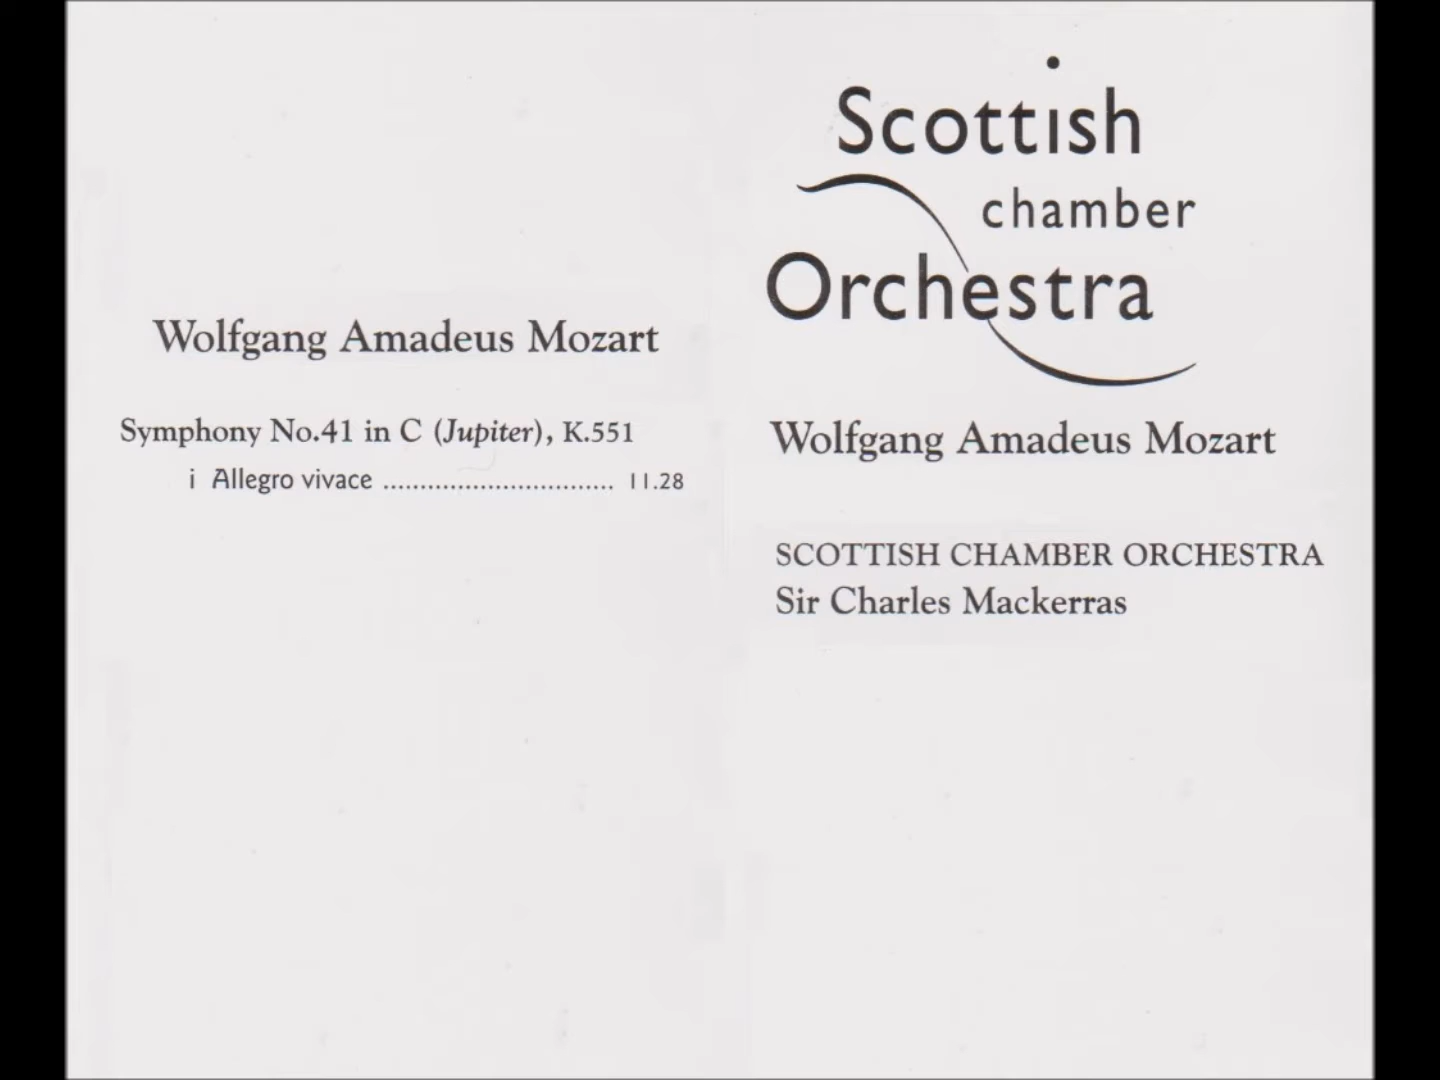 Wolfgang Amadeus Mozart
Symphony No.41 in C (Jupiter), K.551
i Allegro vivace ............................... 11.28
Scottish
chamber
Orchestra
Wolfgang Amadeus Mozart
SCOTTISH CHAMBER ORCHESTRA
Sir Charles Mackerras